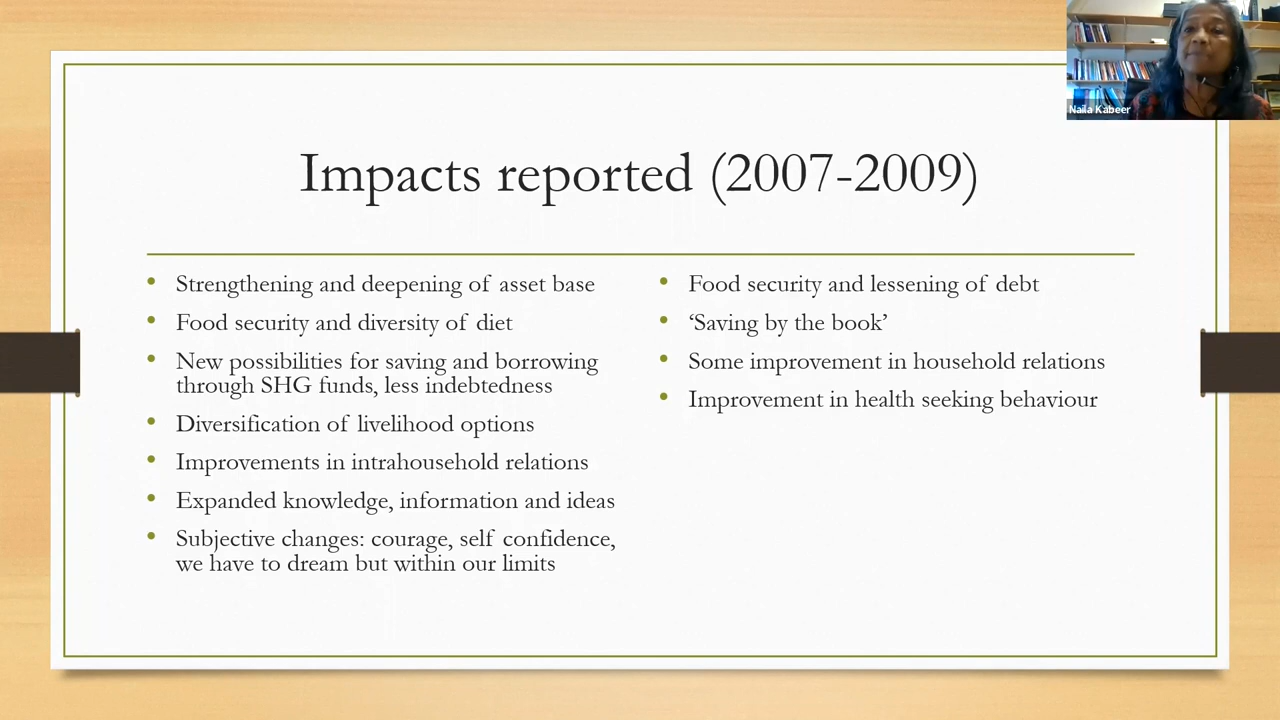 Naila Kabeer
Impacts reported (2007-2009)
• Strengthening and deepening of asset base
• Food security and diversity of diet
• New possibilities for saving and borrowing
through SHG funds, less indebtedness
• Diversification of livelihood options
• Improvements in intrahousehold relations
• Expanded knowledge, information and ideas
• Subjective changes: courage, self confidence,
we have to dream but within our limits
• Food security and lessening of debt
• ‘Saving by the book’
• Some improvement in household relations
• Improvement in health seeking behaviour